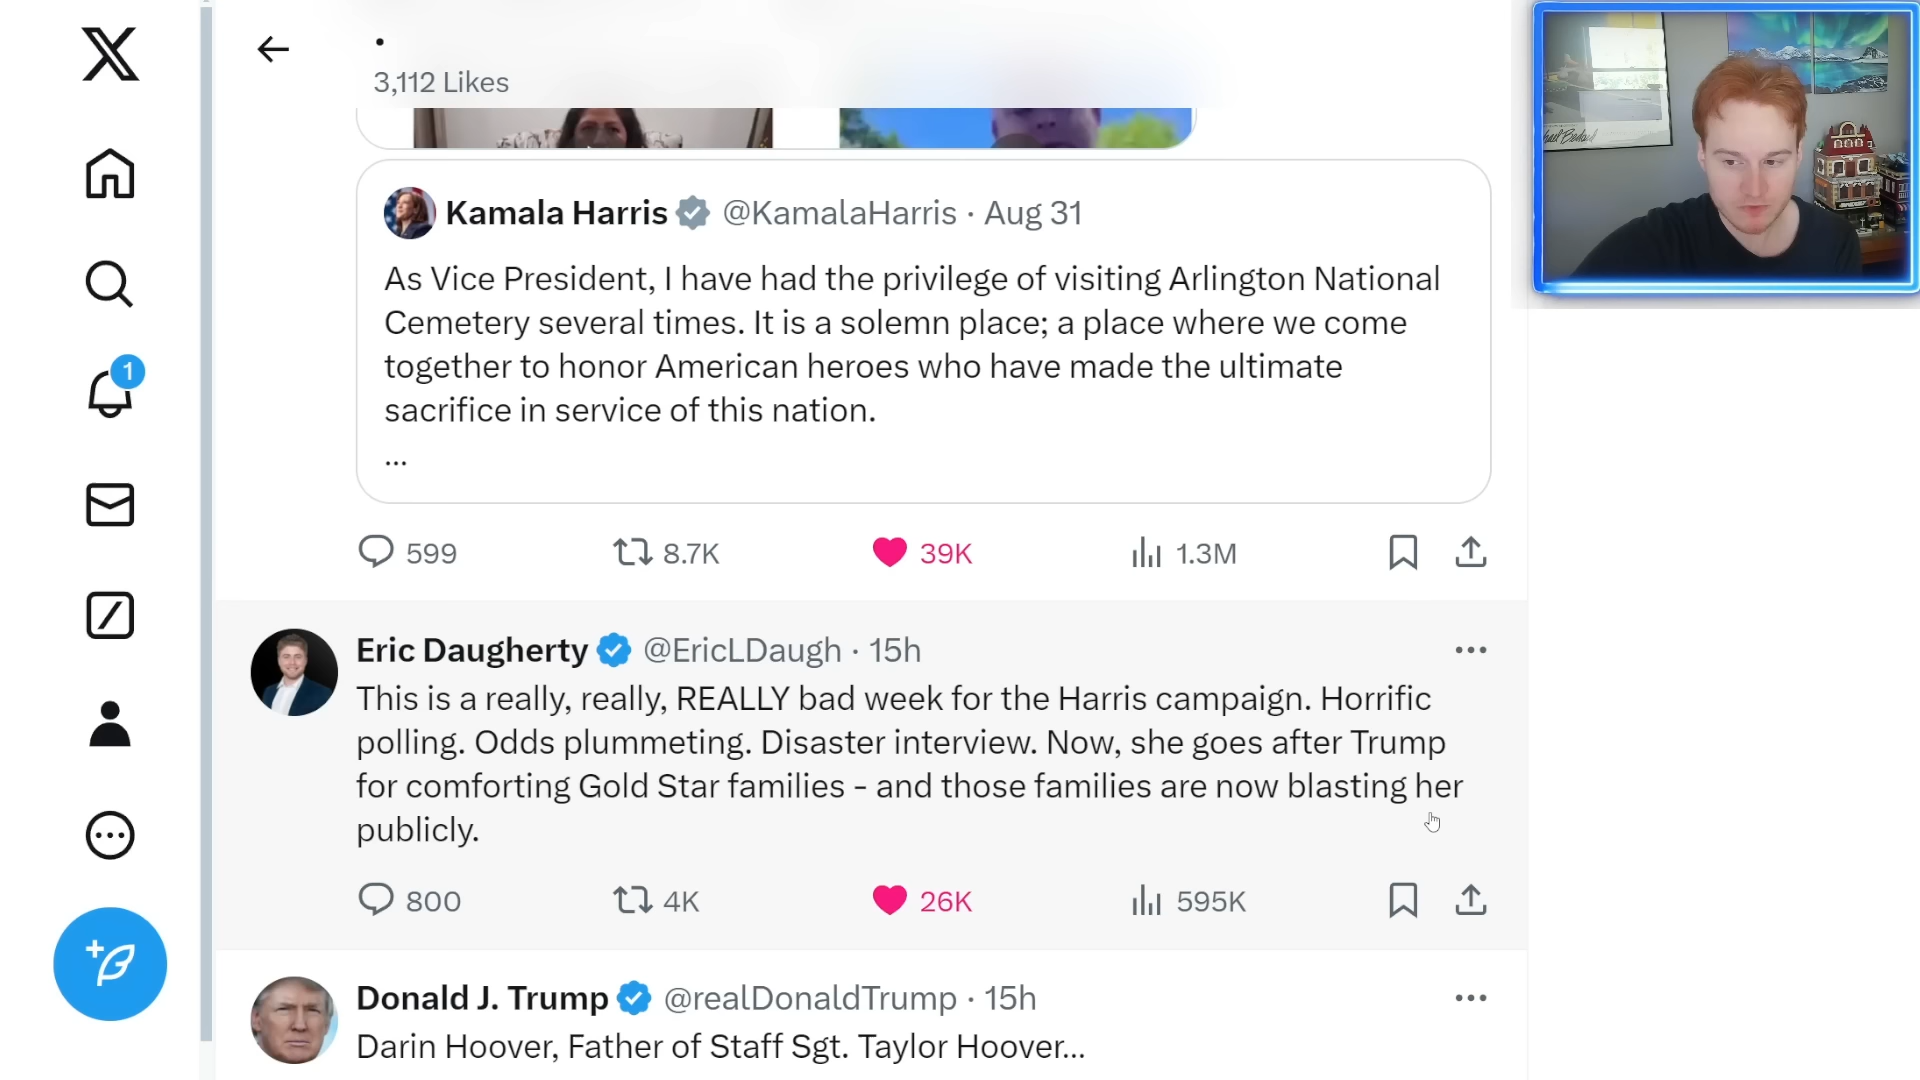 3,112 Likes
Kamala Harris @KamalaHarris · Aug 31
As Vice President, I have had the privilege of visiting Arlington National
Cemetery several times. It is a solemn place; a place where we come
together to honor American heroes who have made the ultimate
sacrifice in service of this nation.
...
599 8.7K 39K 1.3M
1
Eric Daugherty @EricLDaugh · 15h
This is a really, really, REALLY bad week for the Harris campaign. Horrific
polling. Odds plummeting. Disaster interview. Now, she goes after Trump
for comforting Gold Star families - and those families are now blasting her
publicly.
800 4K 26K 595K
Donald J. Trump @realDonaldTrump · 15h
Darin Hoover, Father of Staff Sgt. Taylor Hoover...